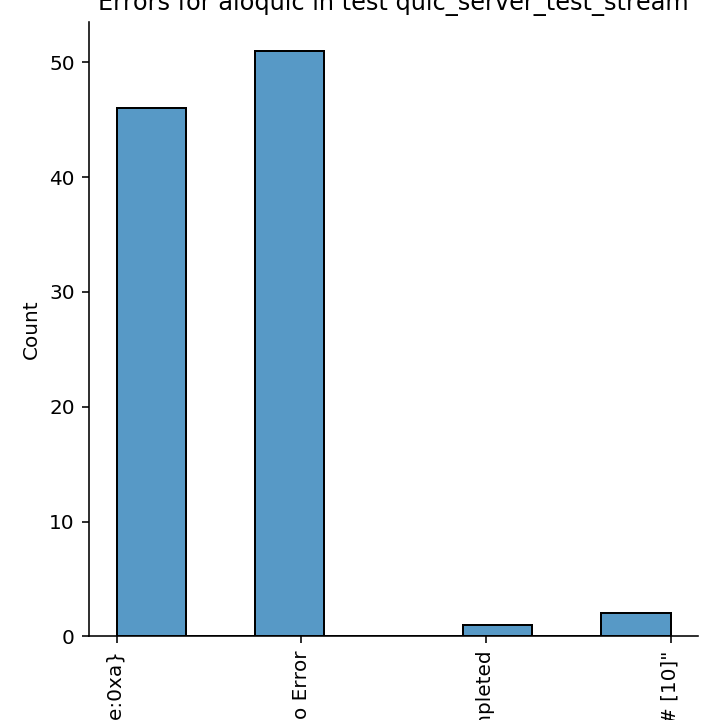 Errors for aioquic in test quic_server_test_stream
50
40
30
20
10
0
Count
e:0xa}
o Error
npleted
# [10]"